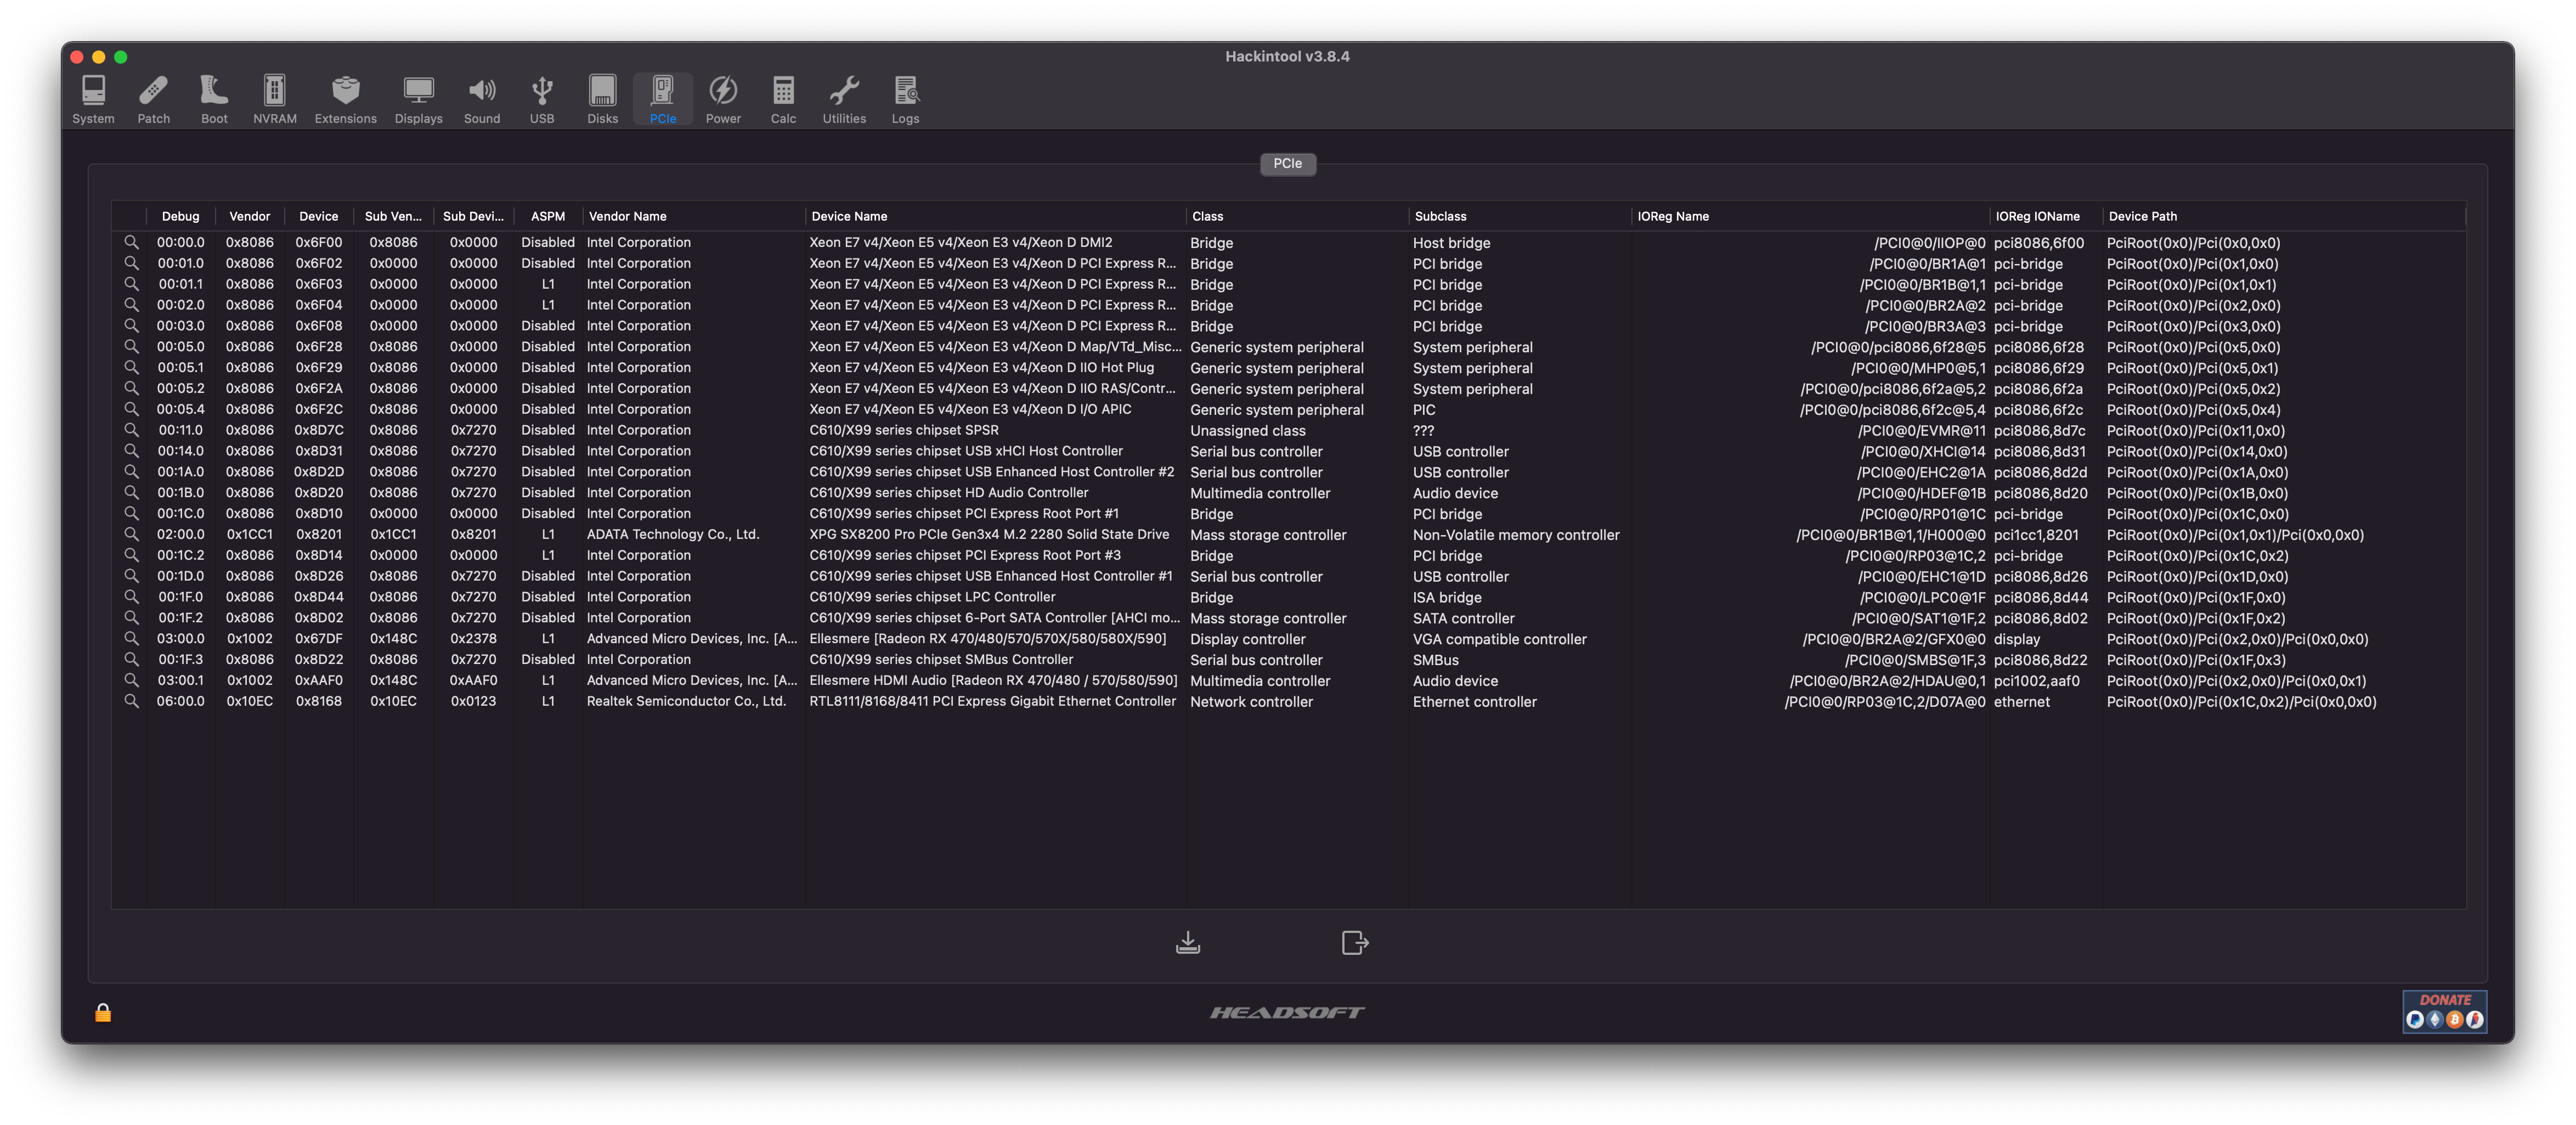 Hackintool v3.8.4
System Patch Boot NVRAM Extensions Displays Sound USB Disks PCIe Power Calc Utilities Logs
PCIe
Debug Vendor Device Sub Ven... Sub Devi... ASPM Vendor Name Device Name Class Subclass IOReg Name IOReg IOName Device Path
00:00.0 0x8086 0x6F00 0x8086 0x0000 Disabled Intel Corporation Xeon E7 v4/Xeon E5 v4/Xeon E3 v4/Xeon D DMI2 Bridge Host bridge /PCI0@0/IIOP@0 pci8086,6f00 PciRoot(0x0)/Pci(0x0,0x0)
00:01.0 0x8086 0x6F02 0x0000 0x0000 Disabled Intel Corporation Xeon E7 v4/Xeon E5 v4/Xeon E3 v4/Xeon D PCI Express R... Bridge PCI bridge /PCI0@0/BR1A@1 pci-bridge PciRoot(0x0)/Pci(0x1,0x0)
00:01.1 0x8086 0x6F03 0x0000 0x0000 L1 Intel Corporation Xeon E7 v4/Xeon E5 v4/Xeon E3 v4/Xeon D PCI Express R... Bridge PCI bridge /PCI0@0/BR1B@1,1 pci-bridge PciRoot(0x0)/Pci(0x1,0x1)
00:02.0 0x8086 0x6F04 0x0000 0x0000 L1 Intel Corporation Xeon E7 v4/Xeon E5 v4/Xeon E3 v4/Xeon D PCI Express R... Bridge PCI bridge /PCI0@0/BR2A@2 pci-bridge PciRoot(0x0)/Pci(0x2,0x0)
00:03.0 0x8086 0x6F08 0x0000 0x0000 Disabled Intel Corporation Xeon E7 v4/Xeon E5 v4/Xeon E3 v4/Xeon D PCI Express R... Bridge PCI bridge /PCI0@0/BR3A@3 pci-bridge PciRoot(0x0)/Pci(0x3,0x0)
00:05.0 0x8086 0x6F28 0x8086 0x0000 Disabled Intel Corporation Xeon E7 v4/Xeon E5 v4/Xeon E3 v4/Xeon D Map/VTd_Misc... Generic system peripheral System peripheral /PCI0@0/pci8086,6f28@5 pci8086,6f28 PciRoot(0x0)/Pci(0x5,0x0)
00:05.1 0x8086 0x6F29 0x8086 0x0000 Disabled Intel Corporation Xeon E7 v4/Xeon E5 v4/Xeon E3 v4/Xeon D IIO Hot Plug Generic system peripheral System peripheral /PCI0@0/MHP0@5,1 pci8086,6f29 PciRoot(0x0)/Pci(0x5,0x1)
00:05.2 0x8086 0x6F2A 0x8086 0x0000 Disabled Intel Corporation Xeon E7 v4/Xeon E5 v4/Xeon E3 v4/Xeon D IIO RAS/Contr... Generic system peripheral System peripheral /PCI0@0/pci8086,6f2a@5,2 pci8086,6f2a PciRoot(0x0)/Pci(0x5,0x2)
00:05.4 0x8086 0x6F2C 0x8086 0x0000 Disabled Intel Corporation Xeon E7 v4/Xeon E5 v4/Xeon E3 v4/Xeon D I/O APIC Generic system peripheral PIC /PCI0@0/pci8086,6f2c@5,4 pci8086,6f2c PciRoot(0x0)/Pci(0x5,0x4)
00:11.0 0x8086 0x8D7C 0x8086 0x7270 Disabled Intel Corporation C610/X99 series chipset SPSR Unassigned class ??? /PCI0@0/EVMR@11 pci8086,8d7c PciRoot(0x0)/Pci(0x11,0x0)
00:14.0 0x8086 0x8D31 0x8086 0x7270 Disabled Intel Corporation C610/X99 series chipset USB xHCI Host Controller Serial bus controller USB controller /PCI0@0/XHCI@14 pci8086,8d31 PciRoot(0x0)/Pci(0x14,0x0)
00:1A.0 0x8086 0x8D2D 0x8086 0x7270 Disabled Intel Corporation C610/X99 series chipset USB Enhanced Host Controller #2 Serial bus controller USB controller /PCI0@0/EHC2@1A pci8086,8d2d PciRoot(0x0)/Pci(0x1A,0x0)
00:1B.0 0x8086 0x8D20 0x8086 0x7270 Disabled Intel Corporation C610/X99 series chipset HD Audio Controller Multimedia controller Audio device /PCI0@0/HDEF@1B pci8086,8d20 PciRoot(0x0)/Pci(0x1B,0x0)
00:1C.0 0x8086 0x8D10 0x0000 0x0000 Disabled Intel Corporation C610/X99 series chipset PCI Express Root Port #1 Bridge PCI bridge /PCI0@0/RP01@1C pci-bridge PciRoot(0x0)/Pci(0x1C,0x0)
02:00.0 0x1CC1 0x8201 0x1CC1 0x8201 L1 ADATA Technology Co., Ltd. XPG SX8200 Pro PCIe Gen3x4 M.2 2280 Solid State Drive Mass storage controller Non-Volatile memory controller /PCI0@0/BR1B@1,1/H000@0 pci1cc1,8201 PciRoot(0x0)/Pci(0x1,0x1)/Pci(0x0,0x0)
00:1C.2 0x8086 0x8D14 0x0000 0x0000 L1 Intel Corporation C610/X99 series chipset PCI Express Root Port #3 Bridge PCI bridge /PCI0@0/RP03@1C,2 pci-bridge PciRoot(0x0)/Pci(0x1C,0x2)
00:1D.0 0x8086 0x8D26 0x8086 0x7270 Disabled Intel Corporation C610/X99 series chipset USB Enhanced Host Controller #1 Serial bus controller USB controller /PCI0@0/EHC1@1D pci8086,8d26 PciRoot(0x0)/Pci(0x1D,0x0)
00:1F.0 0x8086 0x8D44 0x8086 0x7270 Disabled Intel Corporation C610/X99 series chipset LPC Controller Bridge ISA bridge /PCI0@0/LPC0@1F pci8086,8d44 PciRoot(0x0)/Pci(0x1F,0x0)
00:1F.2 0x8086 0x8D02 0x8086 0x7270 Disabled Intel Corporation C610/X99 series chipset 6-Port SATA Controller [AHCI mo... Mass storage controller SATA controller /PCI0@0/SAT1@1F,2 pci8086,8d02 PciRoot(0x0)/Pci(0x1F,0x2)
03:00.0 0x1002 0x67DF 0x148C 0x2378 L1 Advanced Micro Devices, Inc. [A... Ellesmere [Radeon RX 470/480/570/570X/580/580X/590] Display controller VGA compatible controller /PCI0@0/BR2A@2/GFX0@0 display PciRoot(0x0)/Pci(0x2,0x0)/Pci(0x0,0x0)
00:1F.3 0x8086 0x8D22 0x8086 0x7270 Disabled Intel Corporation C610/X99 series chipset SMBus Controller Serial bus controller SMBus /PCI0@0/SMBS@1F,3 pci8086,8d22 PciRoot(0x0)/Pci(0x1F,0x3)
03:00.1 0x1002 0xAAF0 0x148C 0xAAF0 L1 Advanced Micro Devices, Inc. [A... Ellesmere HDMI Audio [Radeon RX 470/480 / 570/580/590] Multimedia controller Audio device /PCI0@0/BR2A@2/HDAU@0,1 pci1002,aaf0 PciRoot(0x0)/Pci(0x2,0x0)/Pci(0x0,0x1)
06:00.0 0x10EC 0x8168 0x10EC 0x0123 L1 Realtek Semiconductor Co., Ltd. RTL8111/8168/8411 PCI Express Gigabit Ethernet Controller Network controller Ethernet controller /PCI0@0/RP03@1C,2/D07A@0 ethernet PciRoot(0x0)/Pci(0x1C,0x2)/Pci(0x0,0x0)
HEADSOFT
DONATE